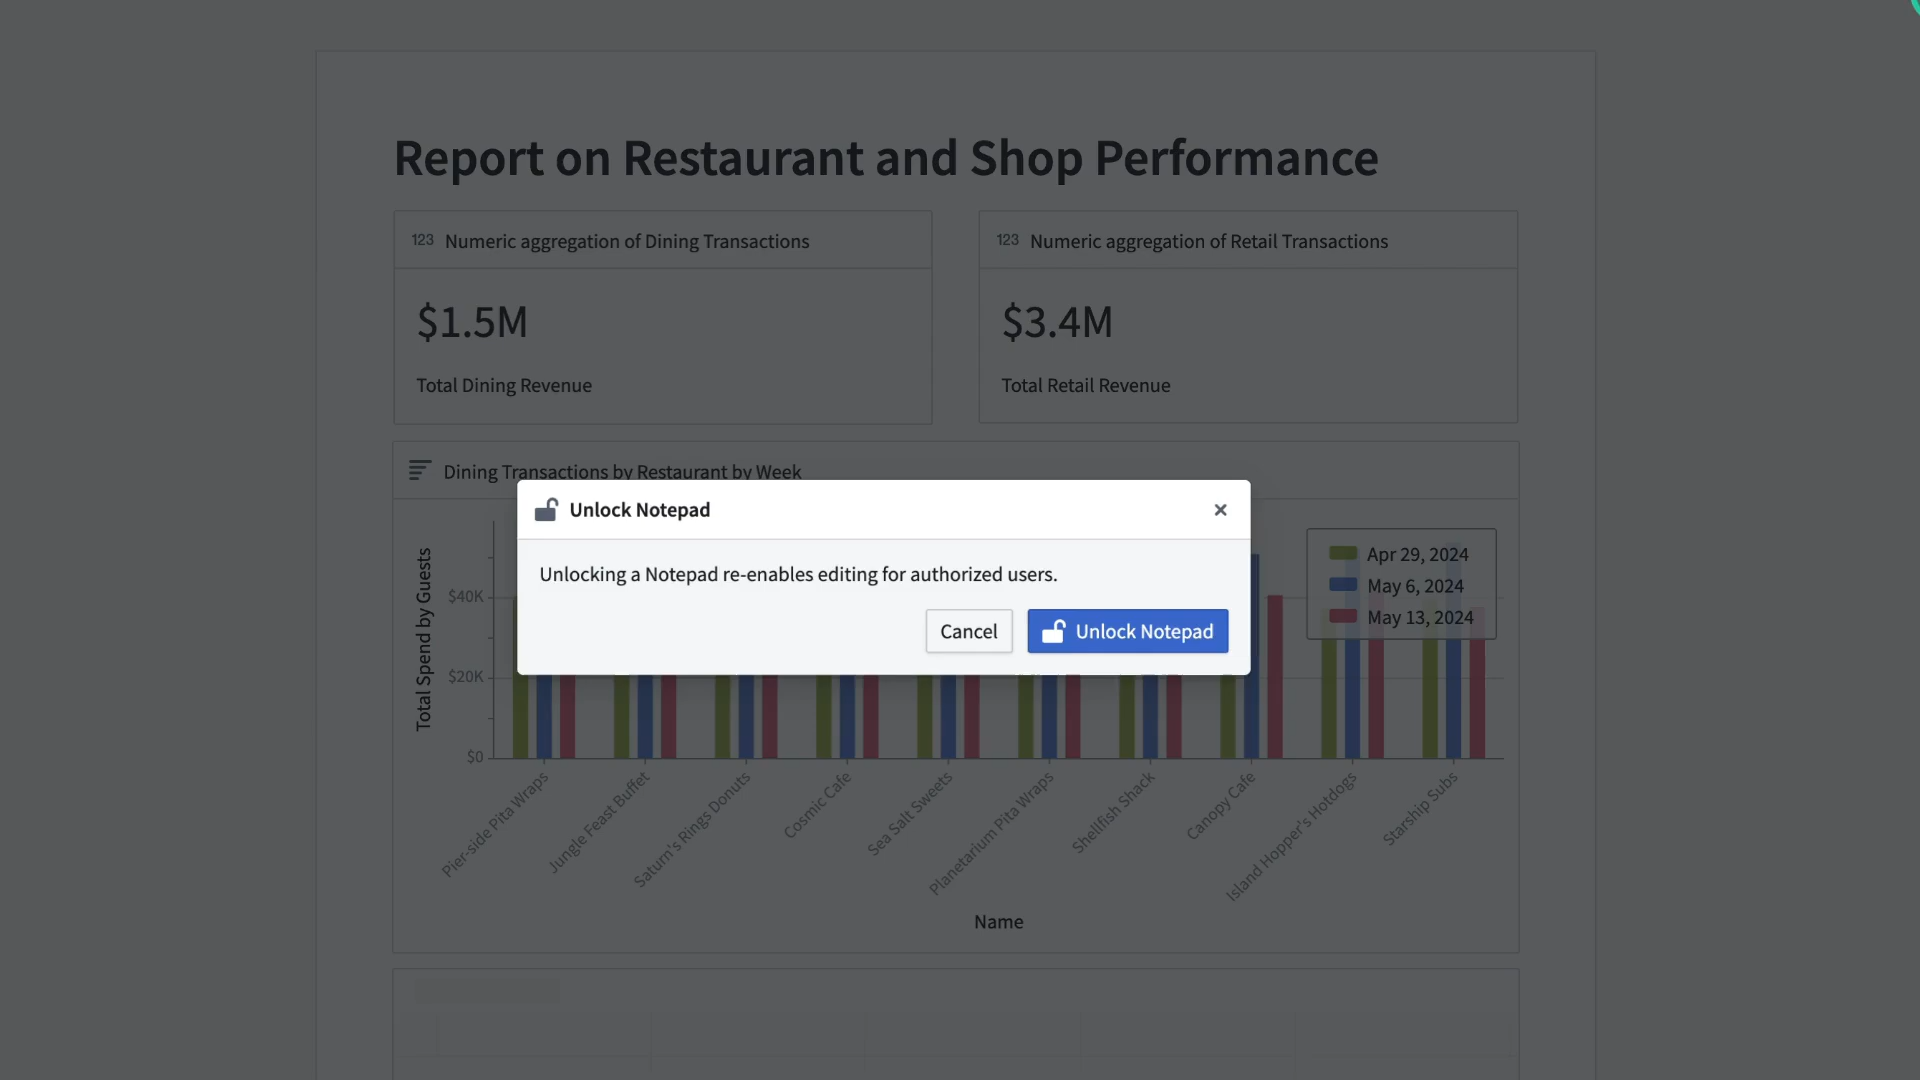 Report on Restaurant and Shop Performance
123 Numeric aggregation of Dining Transactions
123 Numeric aggregation of Retail Transactions
$1.5M
$3.4M
Total Dining Revenue
Total Retail Revenue
Dining Transactions by Restaurant by Week
Unlock Notepad
Unlocking a Notepad re-enables editing for authorized users.
Cancel
Unlock Notepad
Apr 29, 2024
May 6, 2024
May 13, 2024
Total Spend by Guests
$40K
$20K
$0
Pier-side Pita Wraps
Jungle Feast Buffet
Saturn's Rings Donuts
Cosmic Cafe
Sea Salt Sweets
Planetarium Pita Wraps
Shellfish Shack
Canopy Cafe
Island Hopper's Hotdogs
Starship Subs
Name